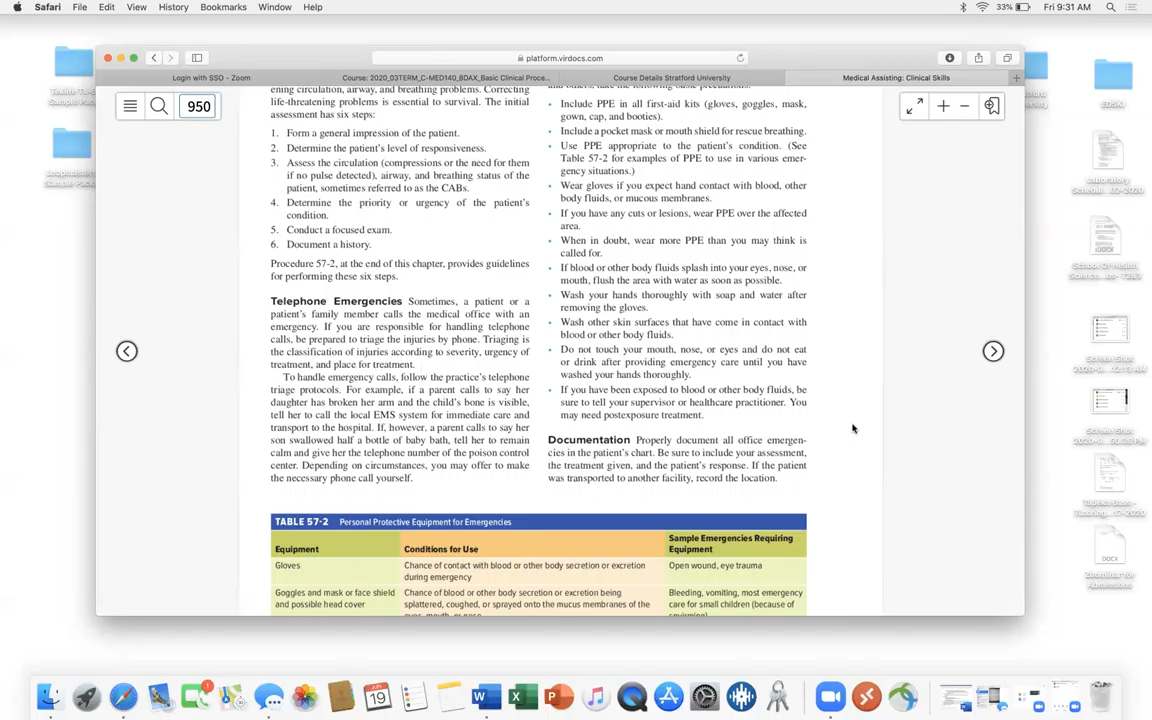 Safari File Edit View History Bookmarks Window Help
33% Fri 9:31 AM
platform.virdocs.com
Login with SSO - Zoom
Course: 2020_03TERM_C-MED140_8DAX_Basic Clinical Proce...
Course Details Stratford University
Medical Assisting: Clinical Skills
950
ing circulation, airway, and breathing problems. Correcting
life-threatening problems is essential to survival. The initial
assessment has six steps:
1. Form a general impression of the patient.
2. Determine the patient's level of responsiveness.
3. Assess the circulation (compressions or the need for them
if no pulse detected), airway, and breathing status of the
patient, sometimes referred to as the CABs.
4. Determine the priority or urgency of the patient's
condition.
5. Conduct a focused exam.
6. Document a history.
Procedure 57-2, at the end of this chapter, provides guidelines
for performing these six steps.
Telephone Emergencies Sometimes, a patient or a
patient's family member calls the medical office with an
emergency. If you are responsible for handling telephone
calls, be prepared to triage the injuries by phone. Triaging is
the classification of injuries according to severity, urgency of
treatment, and place for treatment.
To handle emergency calls, follow the practice's telephone
triage protocols. For example, if a parent calls to say her
daughter has broken her arm and the child's bone is visible,
tell her to call the local EMS system for immediate care and
transport to the hospital. If, however, a parent calls to say her
son swallowed half a bottle of baby bath, tell her to remain
calm and give her the telephone number of the poison control
center. Depending on circumstances, you may offer to make
the necessary phone call yourself.
• Include PPE in all first-aid kits (gloves, goggles, mask,
gown, cap, and booties).
• Include a pocket mask or mouth shield for rescue breathing.
• Use PPE appropriate to the patient's condition. (See
Table 57-2 for examples of PPE to use in various emer-
gency situations.)
• Wear gloves if you expect hand contact with blood, other
body fluids, or mucous membranes.
• If you have any cuts or lesions, wear PPE over the affected
area.
• When in doubt, wear more PPE than you may think is
called for.
• If blood or other body fluids splash into your eyes, nose, or
mouth, flush the area with water as soon as possible.
• Wash your hands thoroughly with soap and water after
removing the gloves.
• Wash other skin surfaces that have come in contact with
blood or other body fluids.
• Do not touch your mouth, nose, or eyes and do not eat
or drink after providing emergency care until you have
washed your hands thoroughly.
• If you have been exposed to blood or other body fluids, be
sure to tell your supervisor or healthcare practitioner. You
may need postexposure treatment.
Documentation Properly document all office emergen-
cies in the patient's chart. Be sure to include your assessment,
the treatment given, and the patient's response. If the patient
was transported to another facility, record the location.
TABLE 57-2 Personal Protective Equipment for Emergencies
Equipment
Conditions for Use
Sample Emergencies Requiring
Equipment
Gloves
Chance of contact with blood or other body secretion or excretion
during emergency
Open wound, eye trauma
Goggles and mask or face shield
and possible head cover
Chance of blood or other body secretion or excretion being
splattered, coughed, or sprayed onto the mucus membranes of the
Bleeding, vomiting, most emergency
care for small children (because of
DOCX
JUN
19
1